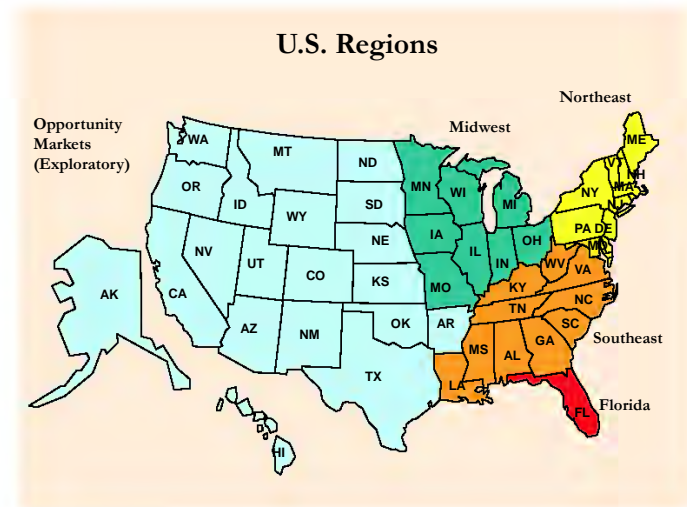 U.S. Regions
Northeast
Opportunity
Markets
(Exploratory)
Midwest
WA
MT
ND
MN
WI
MI
ME
VT
NH
MA
NY
NJ
OR
ID
WY
SD
IA
PA DE
MD
NV
UT
NE
IL
IN
OH
WV
VA
CA
CO
KS
MO
KY
AK
TN
NC
AZ
NM
OK
AR
SC
MS
AL
GA
Southeast
TX
LA
FL
Florida
HI